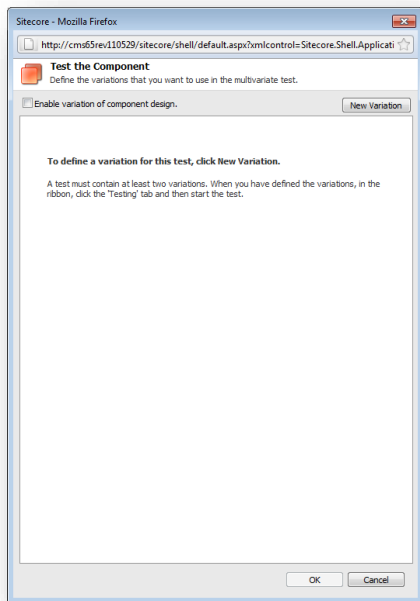 Sitecore - Mozilla Firefox
http://cms65rev110529/sitecore/shell/default.aspx?xmlcontrol=Sitecore.Shell.Applicati
Test the Component
Define the variations that you want to use in the multivariate test.
Enable variation of component design.
New Variation
To define a variation for this test, click New Variation.
A test must contain at least two variations. When you have defined the variations, in the
ribbon, click the 'Testing' tab and then start the test.
OK
Cancel